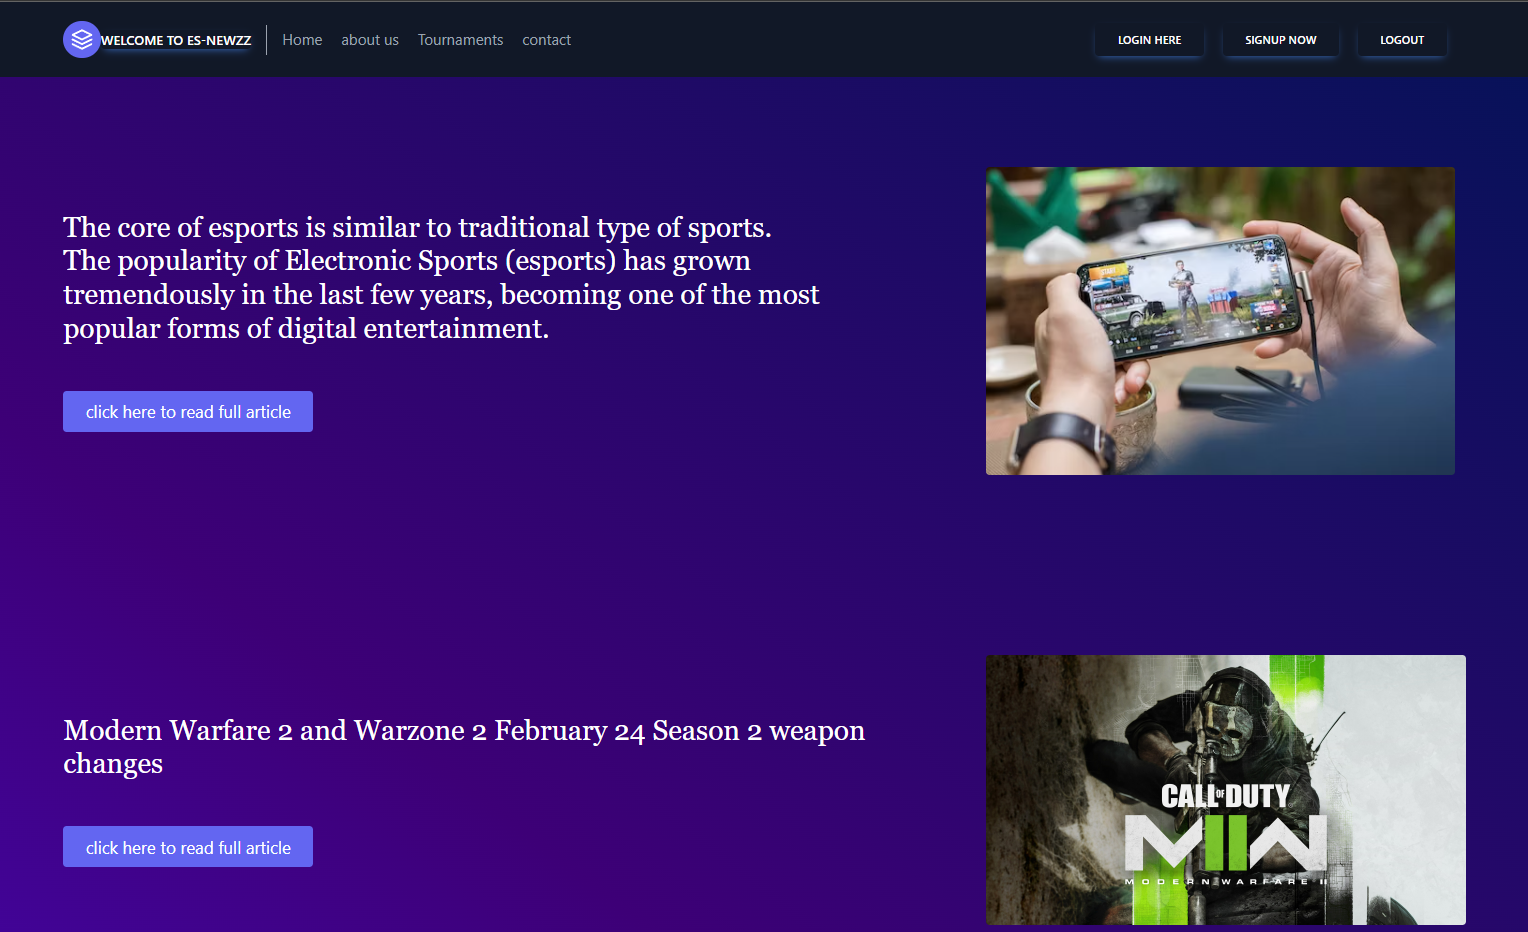 WELCOME TO ES-NEWZZ
Home about us Tournaments contact
LOGIN HERE SIGNUP NOW LOGOUT
The core of esports is similar to traditional type of sports.
The popularity of Electronic Sports (esports) has grown
tremendously in the last few years, becoming one of the most
popular forms of digital entertainment.
click here to read full article
START
Modern Warfare 2 and Warzone 2 February 24 Season 2 weapon
changes
click here to read full article
CALL OF DUTY
MIIW
MODERN WARFARE II